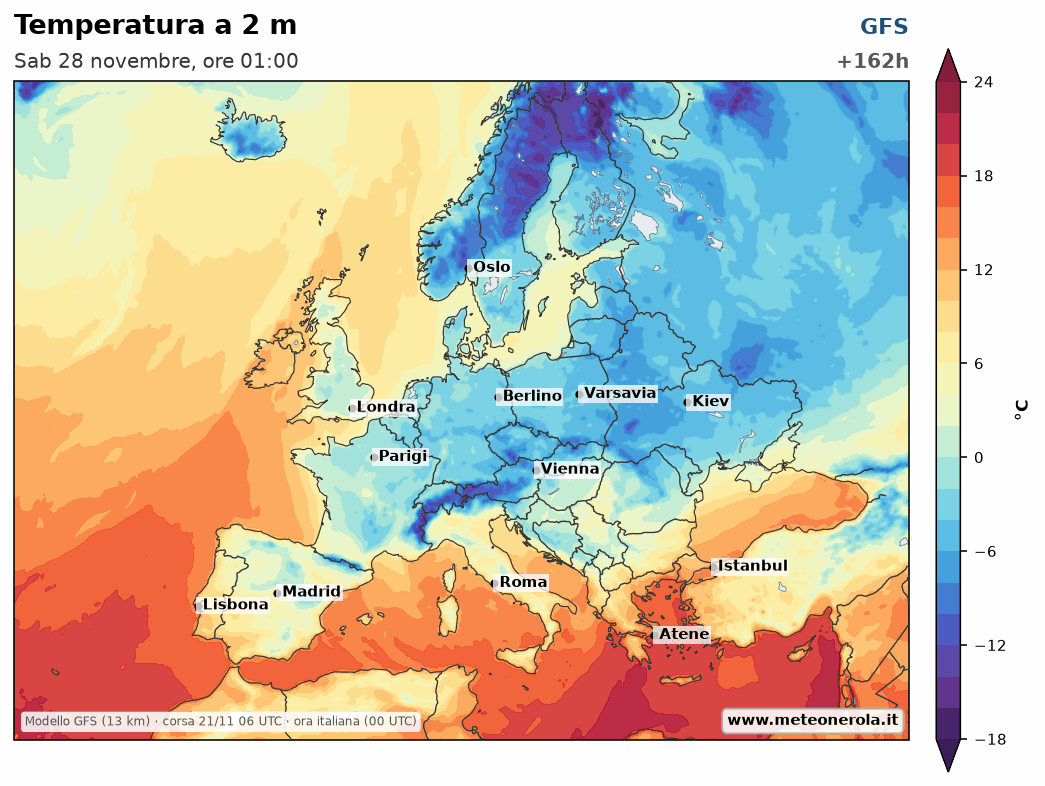 Temperatura a 2 m
GFS
Sab 28 novembre, ore 01:00
+162h
24
18
12
6
0
−6
−12
−18
°C
Oslo
Londra
Berlino
Varsavia
Kiev
Parigi
Vienna
Lisbona
Madrid
Roma
Istanbul
Atene
Modello GFS (13 km) · corsa 21/11 06 UTC · ora italiana (00 UTC)
www.meteonerola.it